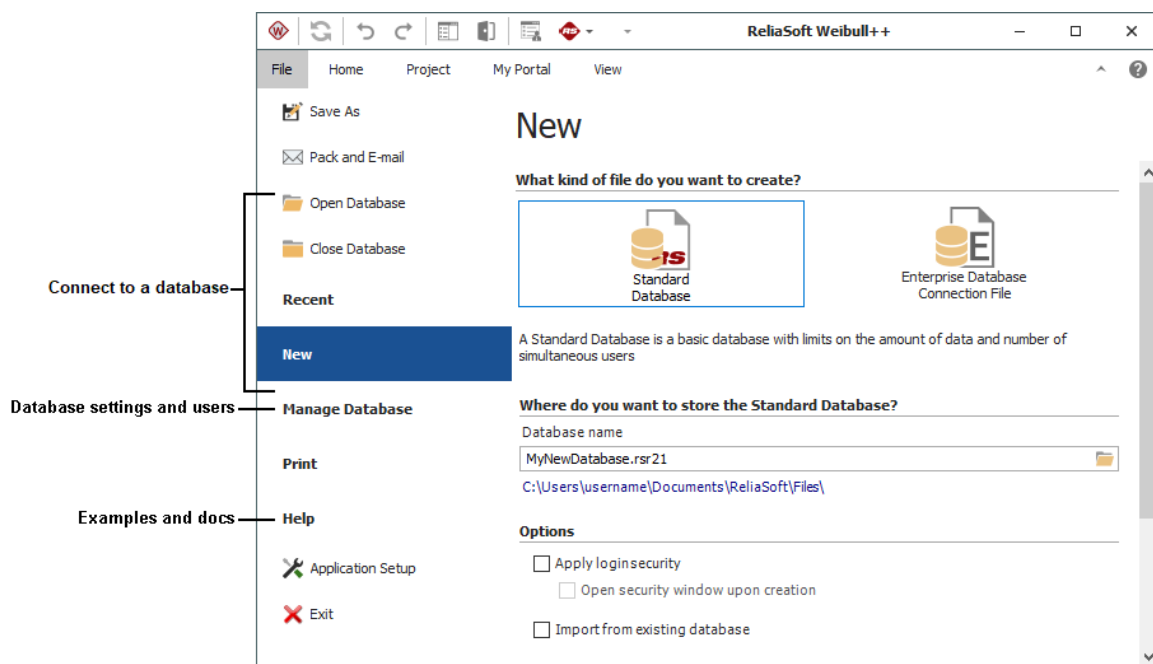 ReliaSoft Weibull++
File Home Project My Portal View
Save As
Pack and E-mail
Open Database
Close Database
Recent
New
Manage Database
Print
Help
Application Setup
Exit
Connect to a database
Database settings and users
Examples and docs
New
What kind of file do you want to create?
Standard
Database
Enterprise Database
Connection File
A Standard Database is a basic database with limits on the amount of data and number of
simultaneous users
Where do you want to store the Standard Database?
Database name
MyNewDatabase.rsr21
C:\Users\username\Documents\ReliaSoft\Files\
Options
Apply login security
Open security window upon creation
Import from existing database